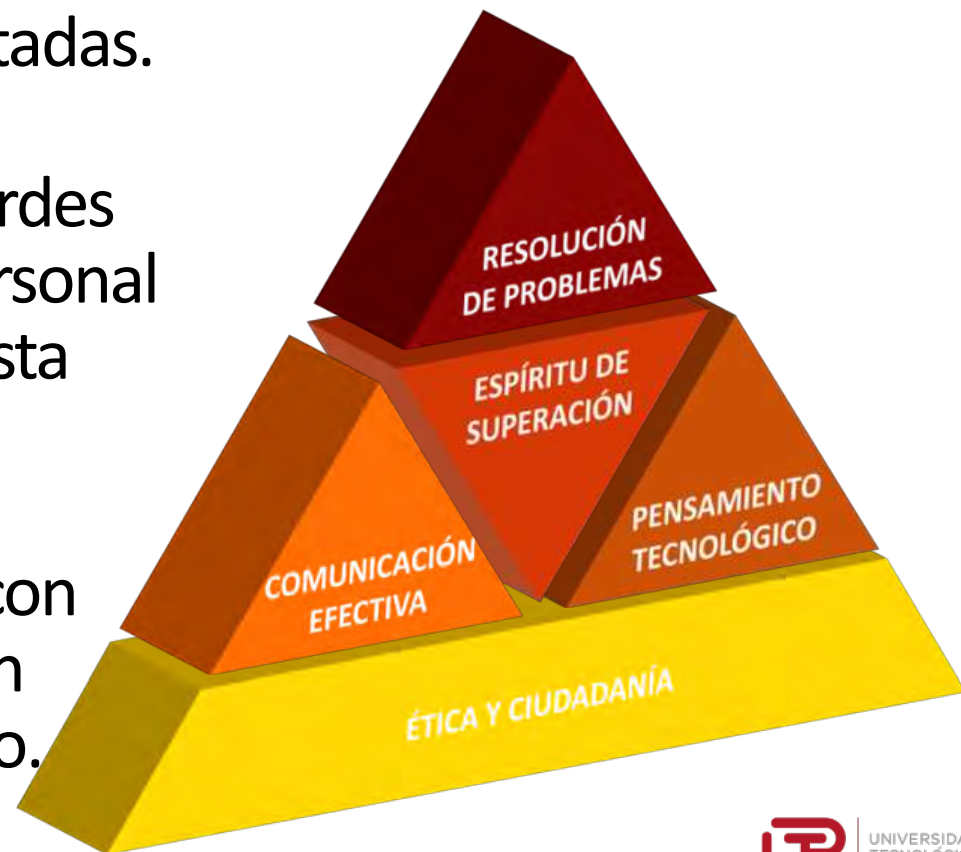 tadas.
rdes
rsonal
sta
con
n
o.
RESOLUCIÓN
DE PROBLEMAS
ESPÍRITU DE
SUPERACIÓN
PENSAMIENTO
TECNOLÓGICO
COMUNICACIÓN
EFECTIVA
ÉTICA Y CIUDADANÍA
UNIVERSIDA